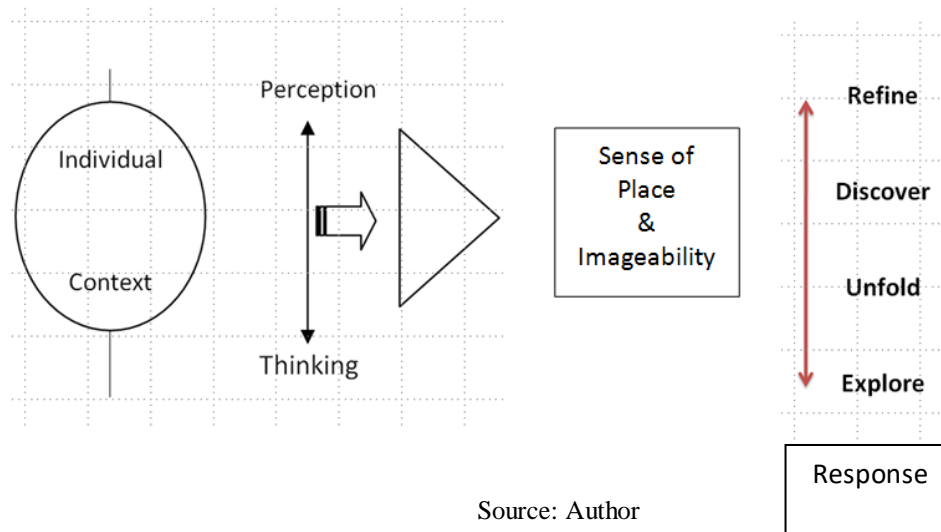 Individual
Context
Perception
Thinking
Sense of
Place
&
Imageability
Refine
Discover
Unfold
Explore
Response
Source: Author